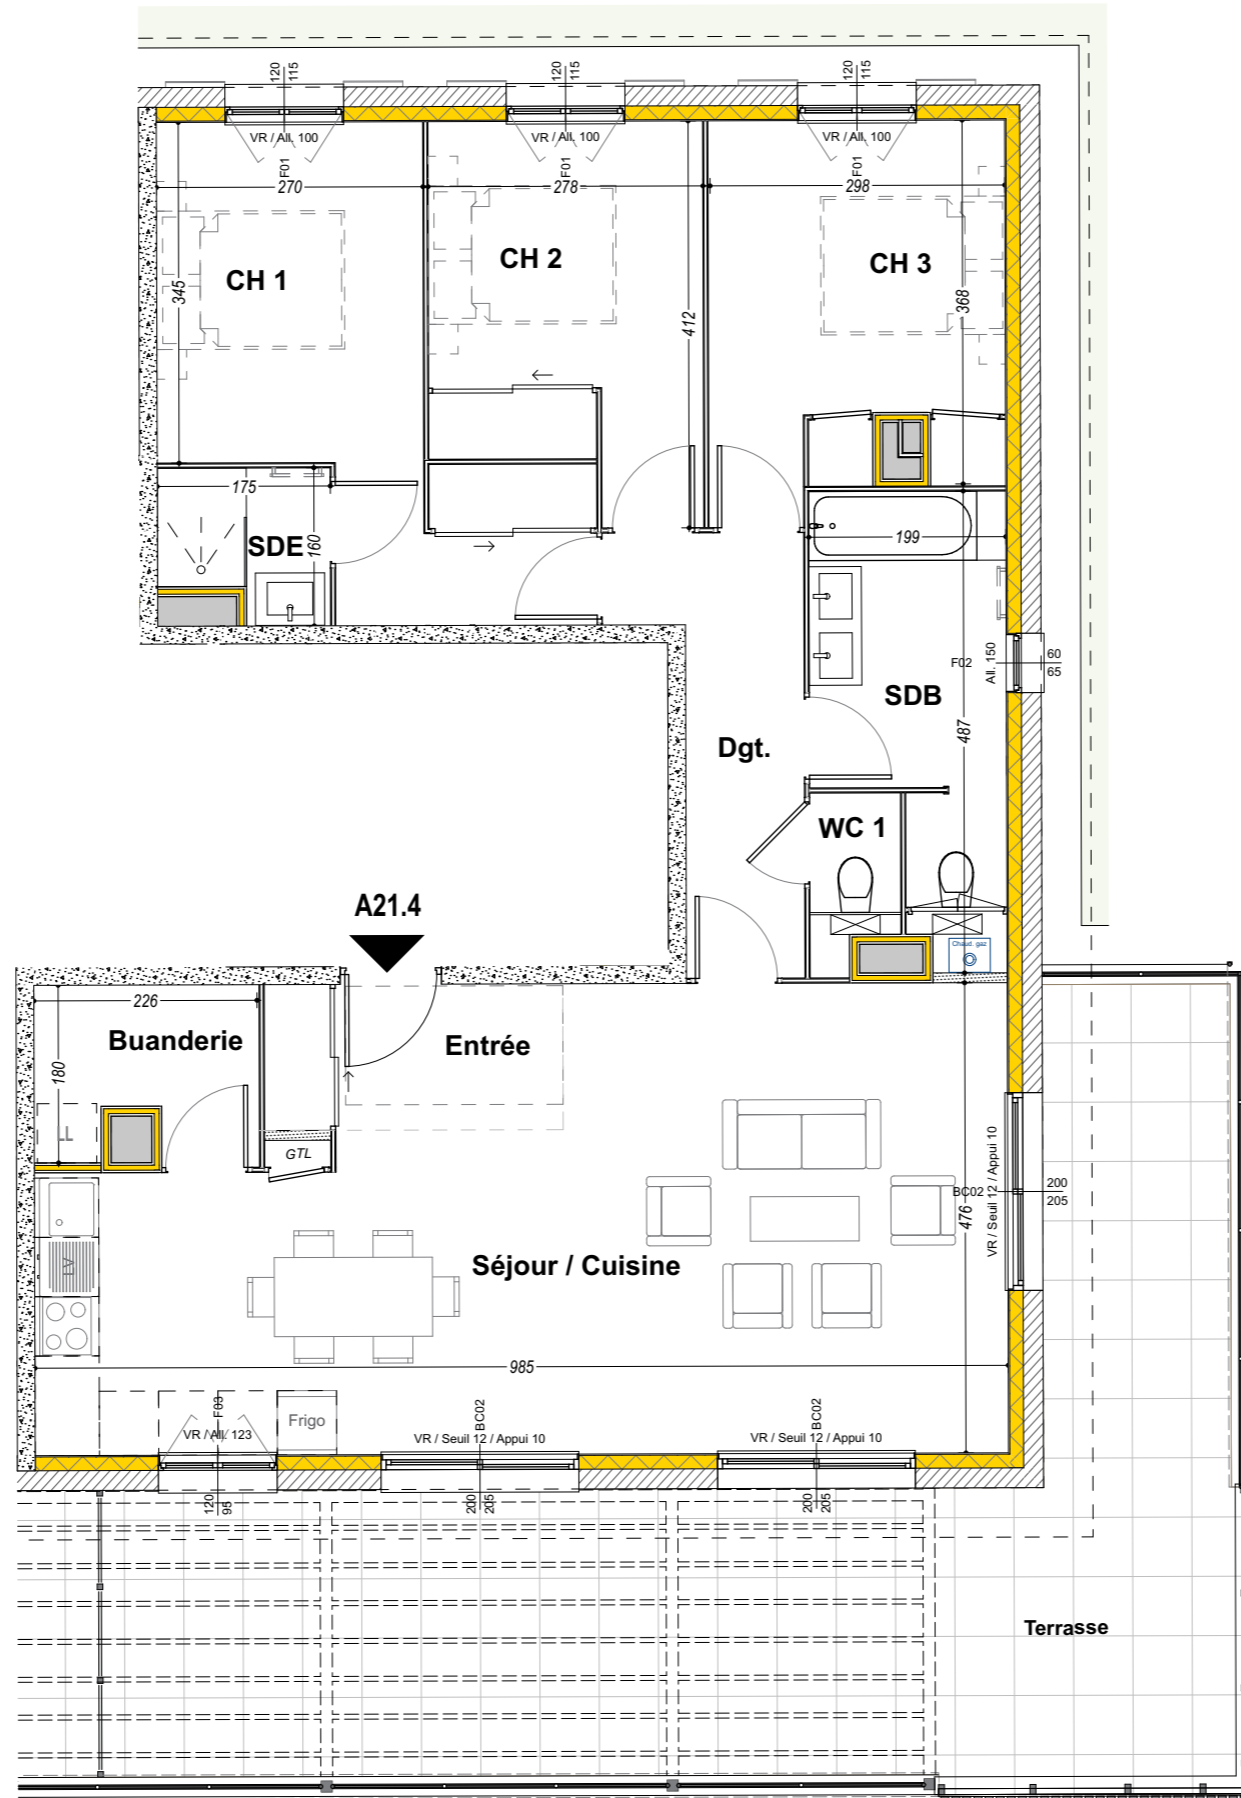 120
115
120
115
120
115
VR / All. 100
VR / All. 100
VR / All. 100
F01
F01
F01
270
278
298
CH 1
CH 2
CH 3
345
412
368
175
SDE
160
199
F02
All. 150
60
65
SDB
487
Dgt.
WC 1
A21.4
Chaud. gaz
226
Buanderie
Entrée
180
LL
GTL
BC02
VR / Seuil 12 / Appui 10
200
205
476
LV
Séjour / Cuisine
985
F03
VR / All. 123
Frigo
BC02
VR / Seuil 12 / Appui 10
BC02
VR / Seuil 12 / Appui 10
120
95
200
205
200
205
Terrasse